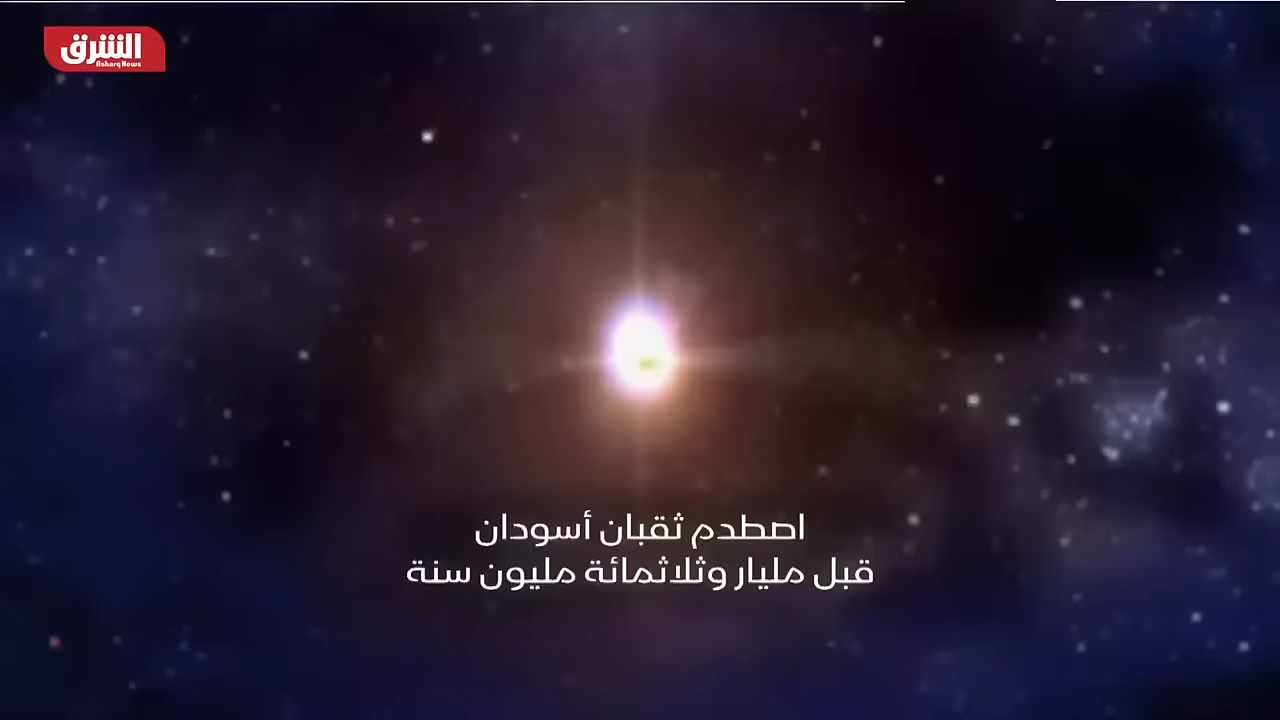 الشرق
Asharq News
اصطدم ثقبان أسودان
قبل مليار وثلاثمائة مليون سنة